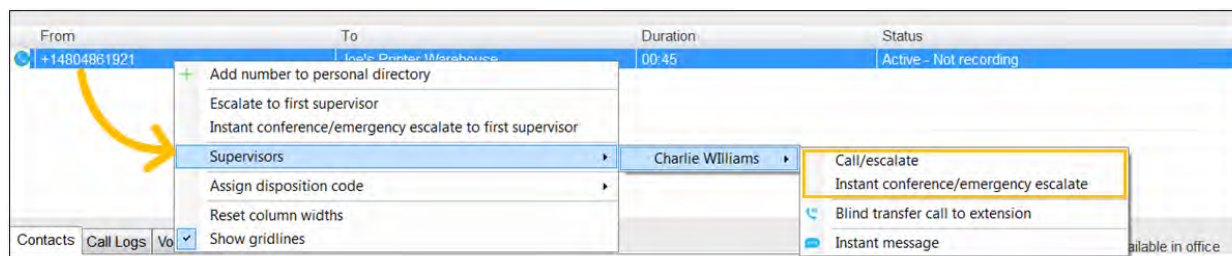 From To Duration Status
+14804861921 Joe's Printer Warehouse 00:45 Active - Not recording
Add number to personal directory
Escalate to first supervisor
Instant conference/emergency escalate to first supervisor
Supervisors Charlie WIlliams Call/escalate
Instant conference/emergency escalate
Assign disposition code
Blind transfer call to extension
Reset column widths
Contacts Call Logs Vo Show gridlines Instant message ailable in office